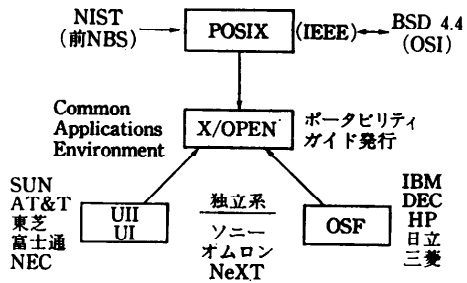 NIST
(前NBS)
POSIX
(IEEE)
BSD 4.4
(OSI)
Common
Applications
Environment
X/OPEN
ポータビリティ
ガイド発行
SUN
AT&T
東芝
富士通
NEC
UII
UI
独立系
ソニー
オムロン
NeXT
OSF
IBM
DEC
HP
日立
三菱